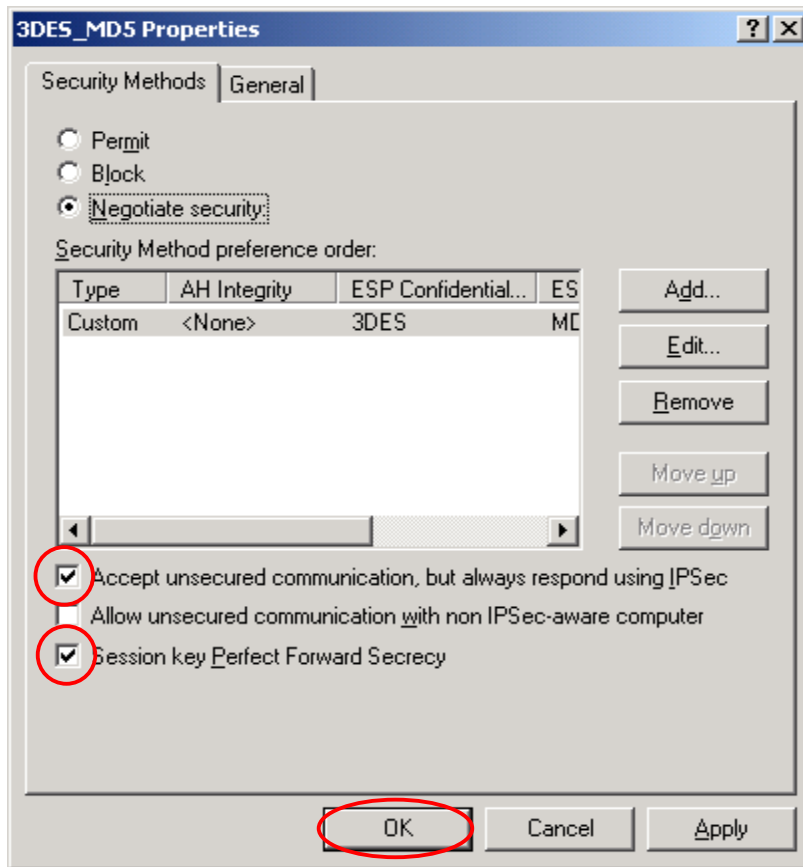 3DES_MD5 Properties
Security Methods General
Permit
Block
Negotiate security:
Security Method preference order:
Type AH Integrity ESP Confidential... ES
Custom <None> 3DES MD
Add...
Edit...
Remove
Move up
Move down
Accept unsecured communication, but always respond using IPSec
Allow unsecured communication with non IPSec-aware computer
Session key Perfect Forward Secrecy
OK Cancel Apply